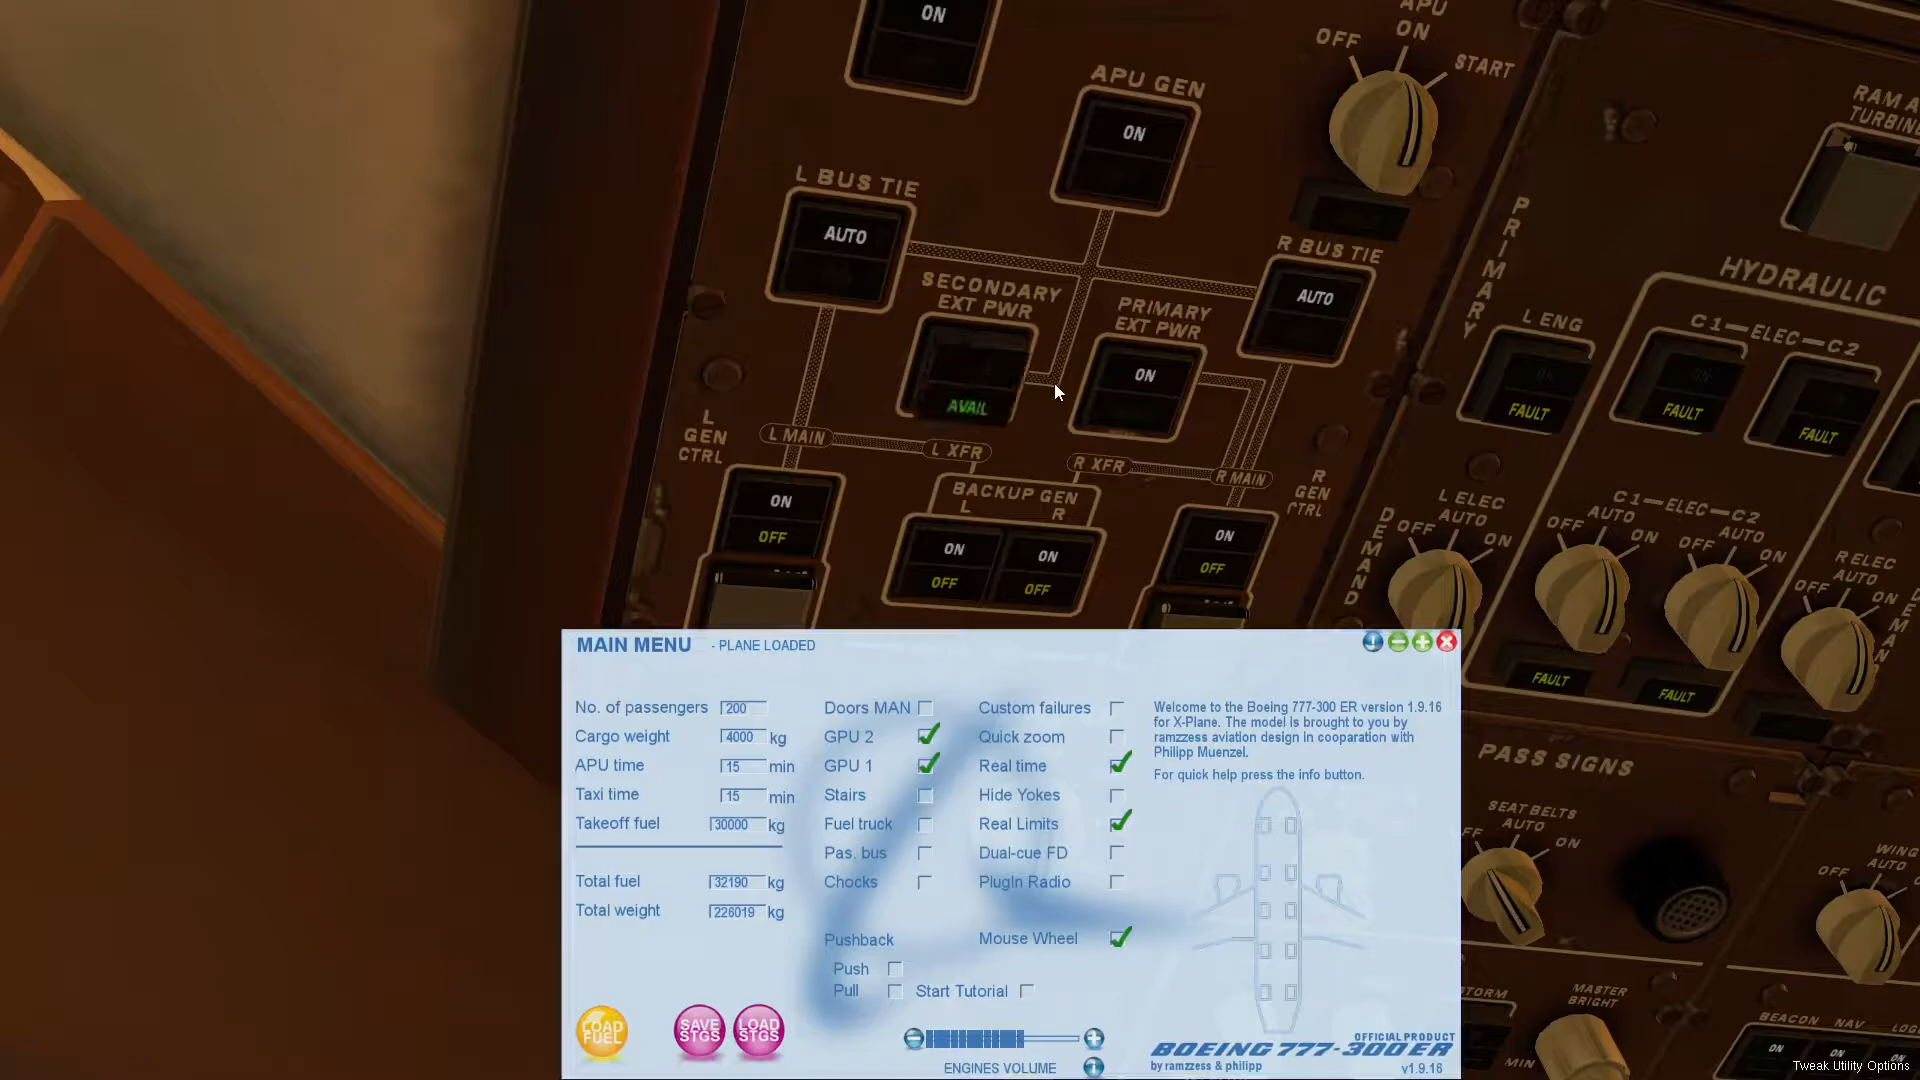 ON
APU
OFF
ON
START
APU GEN
ON
L BUS TIE
AUTO
RAM A
TURBIN
R BUS TIE
AUTO
SECONDARY
EXT PWR
AVAIL
PRIMARY
EXT PWR
ON
PRIMARY
HYDRAULIC
L ENG
FAULT
C1—ELEC—C2
ON
FAULT
FAULT
L
GEN
CTRL
L MAIN
L XFR
R XFR
R MAIN
R
GEN
CTRL
BACKUP GEN
L
R
ON
OFF
ON
OFF
ON
OFF
ON
OFF
DEMAND
L ELEC
OFF
AUTO
ON
C1—ELEC—C2
OFF
AUTO
ON
OFF
AUTO
ON
R ELEC
OFF
AUTO
ON
DEMAN
FAULT
FAULT
PASS SIGNS
SEAT BELTS
FF
AUTO
ON
WING
OFF
AUTO
STORM
MASTER
BRIGHT
MIN
BEACON
NAV
LOG
ON
ON
ON
MAIN MENU - PLANE LOADED
No. of passengers 200
Cargo weight 4000 kg
APU time 15 min
Taxi time 15 min
Takeoff fuel 30000 kg
Total fuel 32190 kg
Total weight 226019 kg
LOAD
FUEL
SAVE
STGS
LOAD
STGS
Doors MAN
GPU 2
GPU 1
Stairs
Fuel truck
Pas. bus
Chocks
Pushback
Push
Pull
Start Tutorial
Custom failures
Quick zoom
Real time
Hide Yokes
Real Limits
Dual-cue FD
PlugIn Radio
Mouse Wheel
ENGINES VOLUME
Welcome to the Boeing 777-300 ER version 1.9.16
for X-Plane. The model is brought to you by
ramzzess aviation design in cooparation with
Philipp Muenzel.
For quick help press the info button.
OFFICIAL PRODUCT
BOEING 777-300ER
by ramzzess & philipp
v1.9.16
Tweak Utility Options